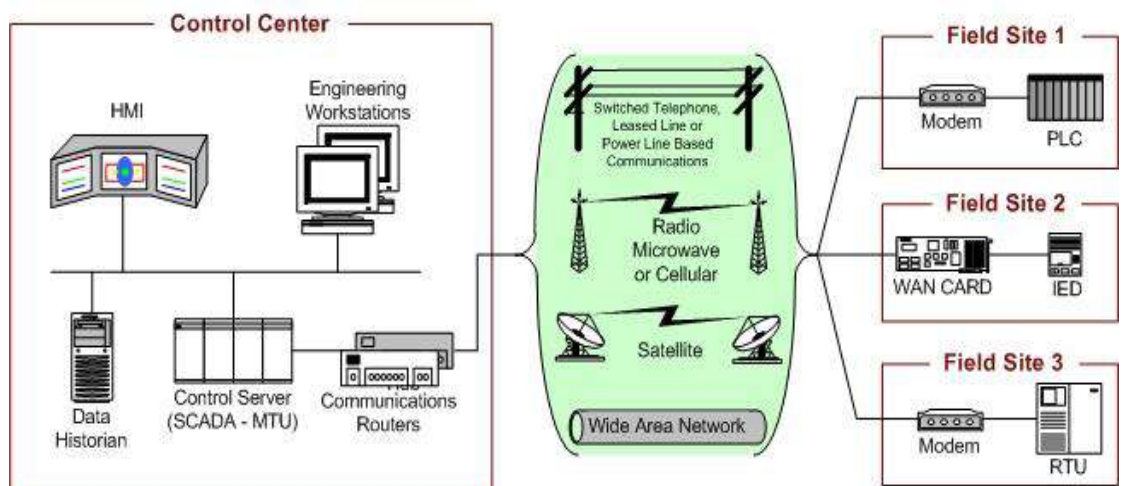 Control Center
HMI
Engineering
Workstations
Data
Historian
Control Server
(SCADA - MTU)
Communications
Routers
Switched Telephone,
Leased Line or
Power Line Based
Communications
Radio
Microwave
or Cellular
Satellite
Wide Area Network
Field Site 1
Modem
PLC
Field Site 2
WAN CARD
IED
Field Site 3
Modem
RTU